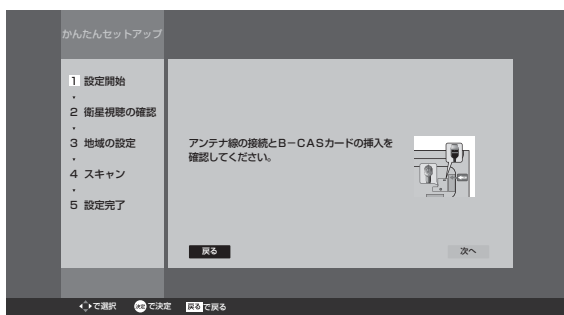 かんたんセットアップ
1 設定開始
2 衛星視聴の確認
3 地域の設定
4 スキャン
5 設定完了
アンテナ線の接続とB−CASカードの挿入を
確認してください。
戻る 次へ
で選択 決定 で決定 戻る で戻る